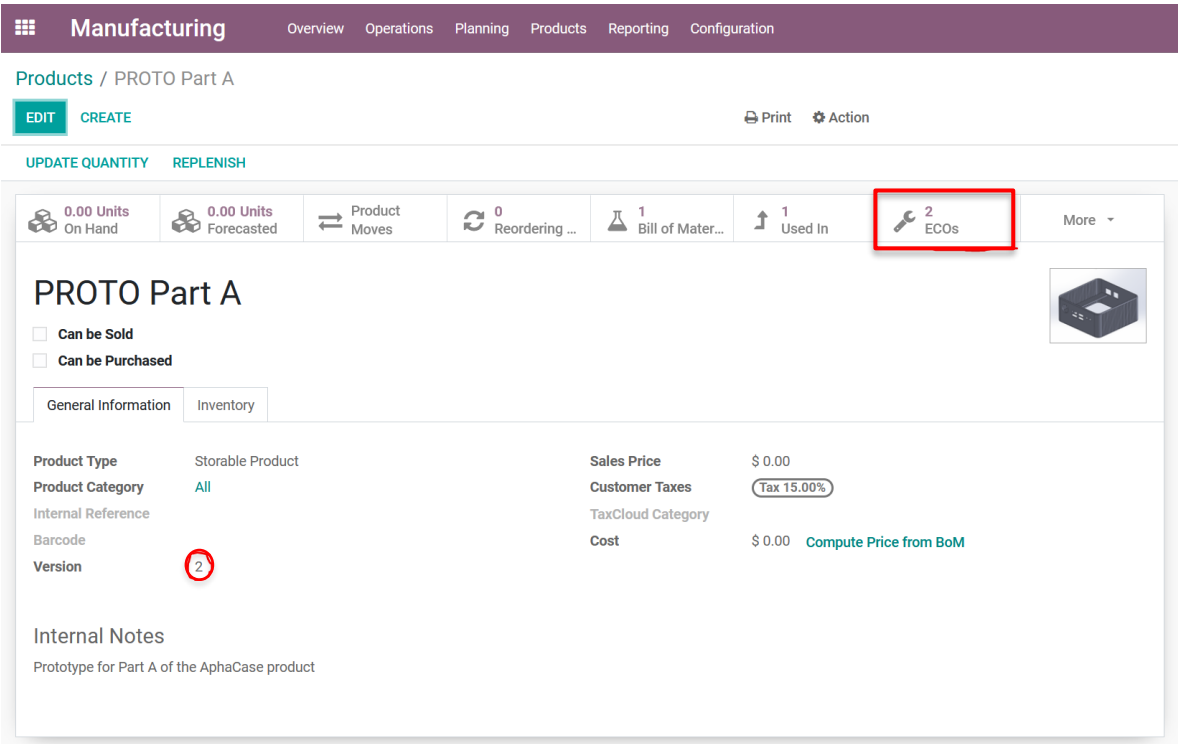 Manufacturing Overview Operations Planning Products Reporting Configuration
Products / PROTO Part A
EDIT CREATE Print Action
UPDATE QUANTITY REPLENISH
0.00 Units On Hand
0.00 Units Forecasted
Product Moves
0 Reordering ...
1 Bill of Mater...
1 Used In
2 ECOs
More
PROTO Part A
Can be Sold
Can be Purchased
General Information Inventory
Product Type Storable Product Sales Price $ 0.00
Product Category All Customer Taxes Tax 15.00%
Internal Reference TaxCloud Category
Barcode Cost $ 0.00 Compute Price from BoM
Version 2
Internal Notes
Prototype for Part A of the AphaCase product